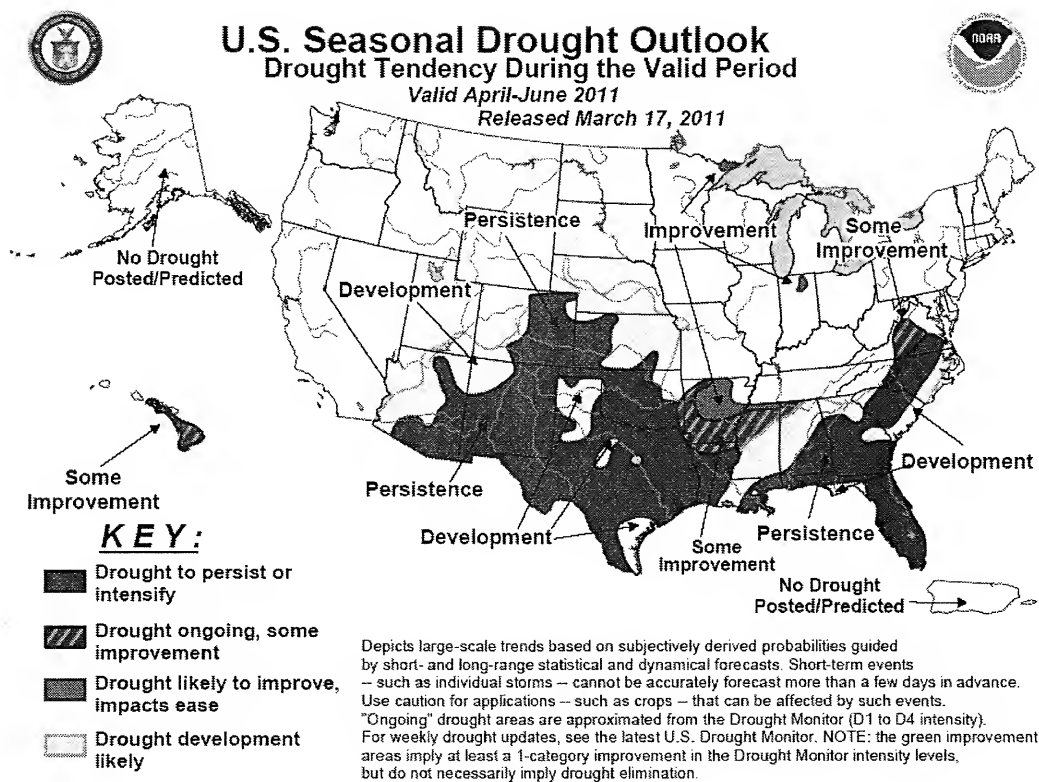 U.S. Seasonal Drought Outlook
Drought Tendency During the Valid Period
Valid April-June 2011
Released March 17, 2011
NOAA
No Drought
Posted/Predicted
Persistence
Improvement
Some
Improvement
Development
Some
Improvement
Persistence
Development
Some
Improvement
Persistence
Development
No Drought
Posted/Predicted
KEY:
Drought to persist or
intensify
Drought ongoing, some
improvement
Drought likely to improve,
impacts ease
Drought development
likely
Depicts large-scale trends based on subjectively derived probabilities guided
by short- and long-range statistical and dynamical forecasts. Short-term events
-- such as individual storms -- cannot be accurately forecast more than a few days in advance.
Use caution for applications -- such as crops -- that can be affected by such events.
"Ongoing" drought areas are approximated from the Drought Monitor (D1 to D4 intensity).
For weekly drought updates, see the latest U.S. Drought Monitor. NOTE: the green improvement
areas imply at least a 1-category improvement in the Drought Monitor intensity levels,
but do not necessarily imply drought elimination.